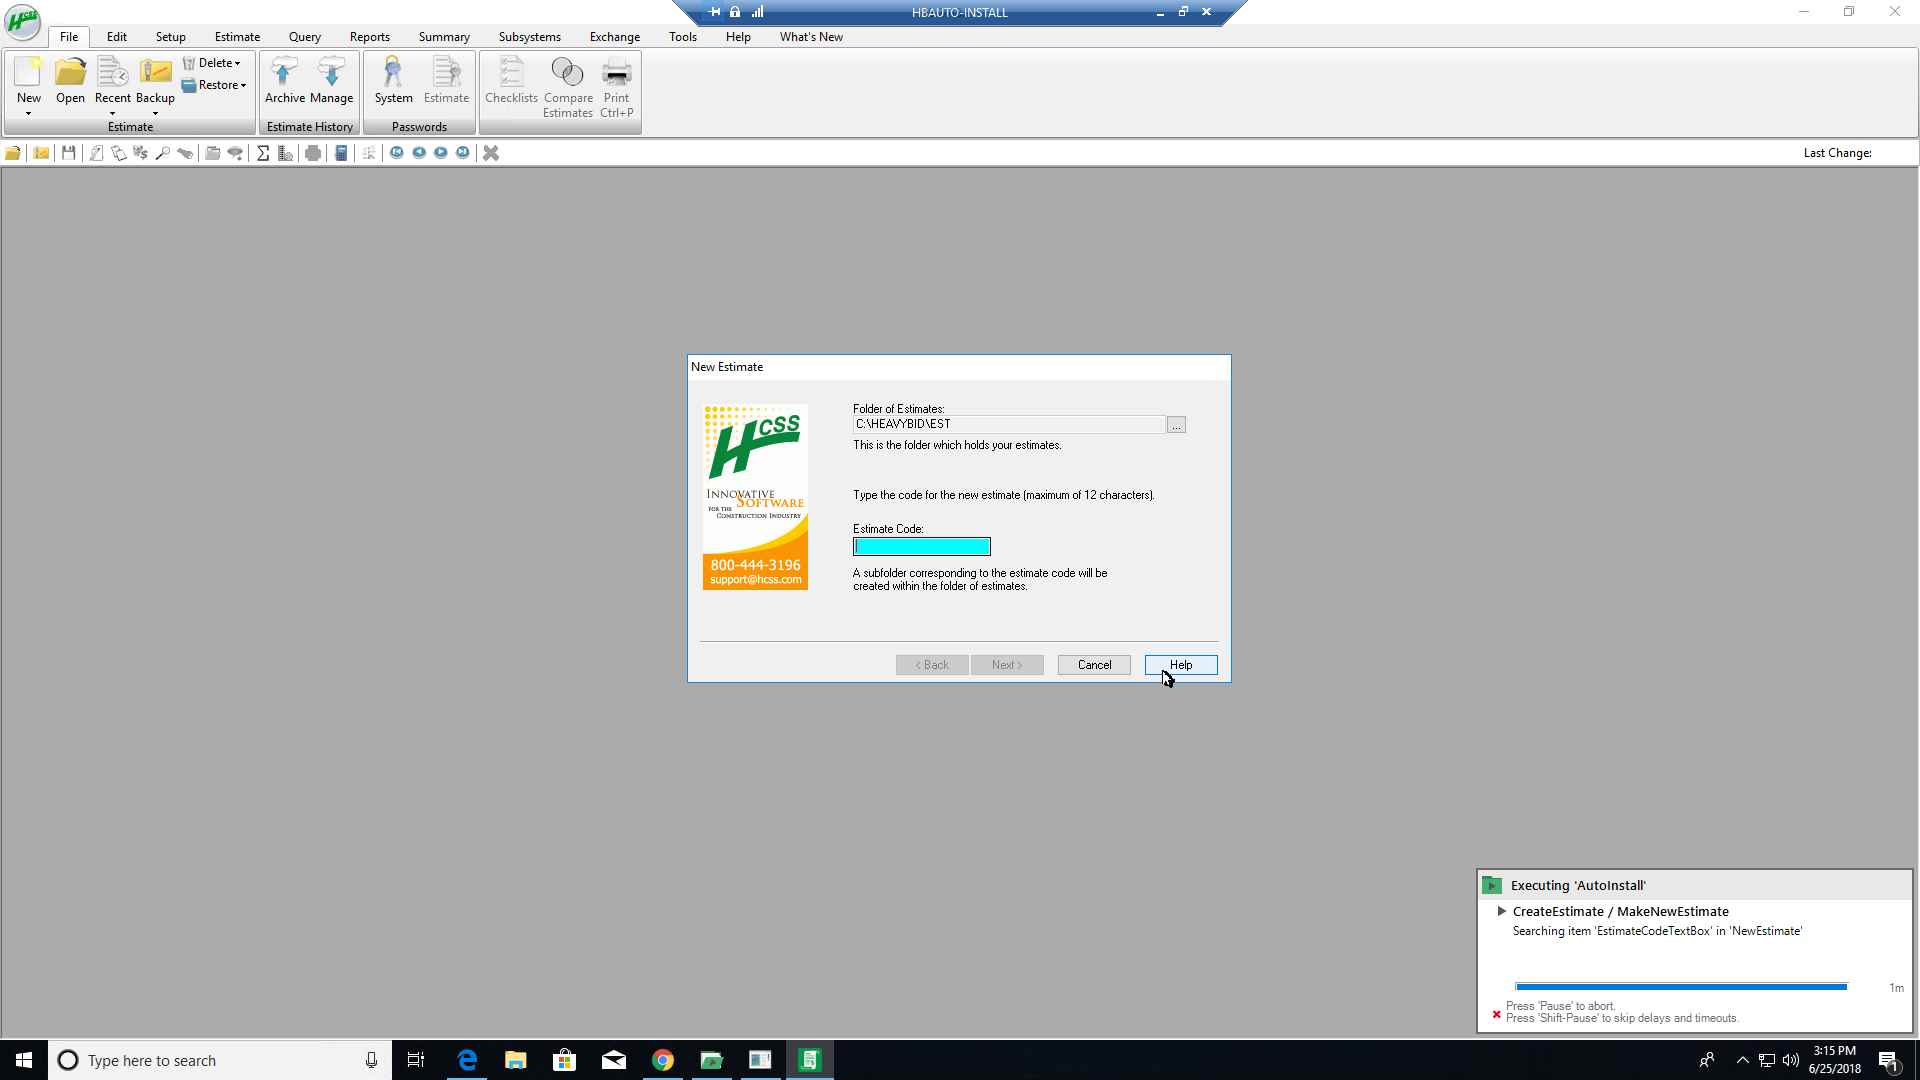 HBAUTO-INSTALL
HCSS
File Edit Setup Estimate Query Reports Summary Subsystems Exchange Tools Help What's New
New Open Recent Backup Delete Restore
Archive Manage
System Estimate
Checklists Compare Estimates Print Ctrl+P
Estimate Estimate History Passwords
Last Change:
New Estimate
HCSS
INNOVATIVE
SOFTWARE
FOR THE
CONSTRUCTION INDUSTRY
800-444-3196
support@hcss.com
Folder of Estimates:
C:\HEAVYBID\EST
...
This is the folder which holds your estimates.
Type the code for the new estimate (maximum of 12 characters).
Estimate Code:
A subfolder corresponding to the estimate code will be
created within the folder of estimates.
< Back Next > Cancel Help
Executing 'AutoInstall'
CreateEstimate / MakeNewEstimate
Searching item 'EstimateCodeTextBox' in 'NewEstimate'
1m
Press 'Pause' to abort.
Press 'Shift-Pause' to skip delays and timeouts.
Type here to search
3:15 PM
6/25/2018
1